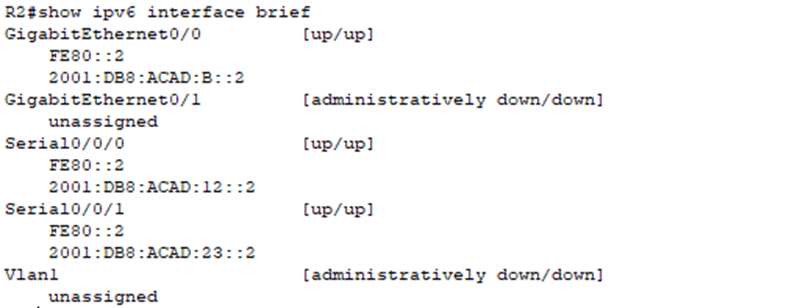 R2#show ipv6 interface brief
GigabitEthernet0/0 [up/up]
FE80::2
2001:DB8:ACAD:B::2
GigabitEthernet0/1 [administratively down/down]
unassigned
Serial0/0/0 [up/up]
FE80::2
2001:DB8:ACAD:12::2
Serial0/0/1 [up/up]
FE80::2
2001:DB8:ACAD:23::2
Vlan1 [administratively down/down]
unassigned